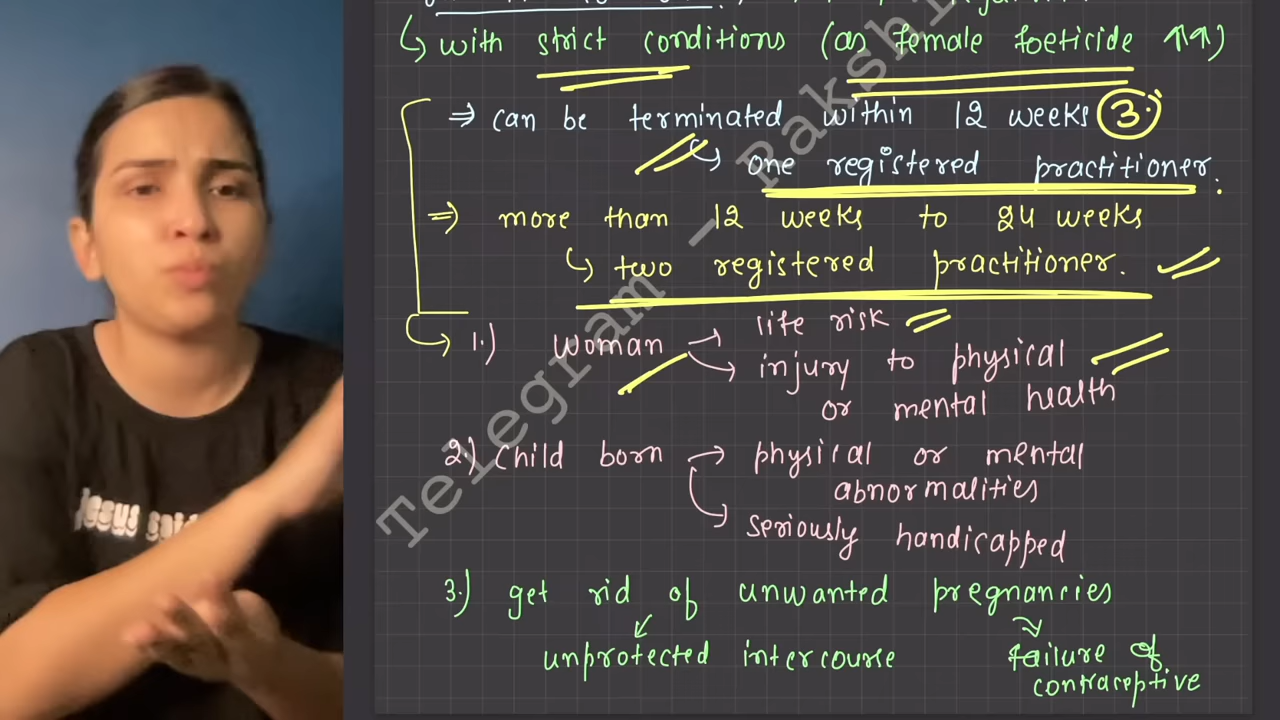 ↳ with strict conditions (as female foeticide ↑↑)
⇒ can be terminated within 12 weeks 3.
↳ one registered practitioner.
⇒ more than 12 weeks to 24 weeks
↳ two registered practitioner.
1.) woman → life risk
→ injury to physical
or mental health
2.) Child born → physical or mental
abnormalities
↳ seriously handicapped
3.) get rid of unwanted pregnancies
unprotected intercourse
failure of
contraceptive
Telegram - Pakshi